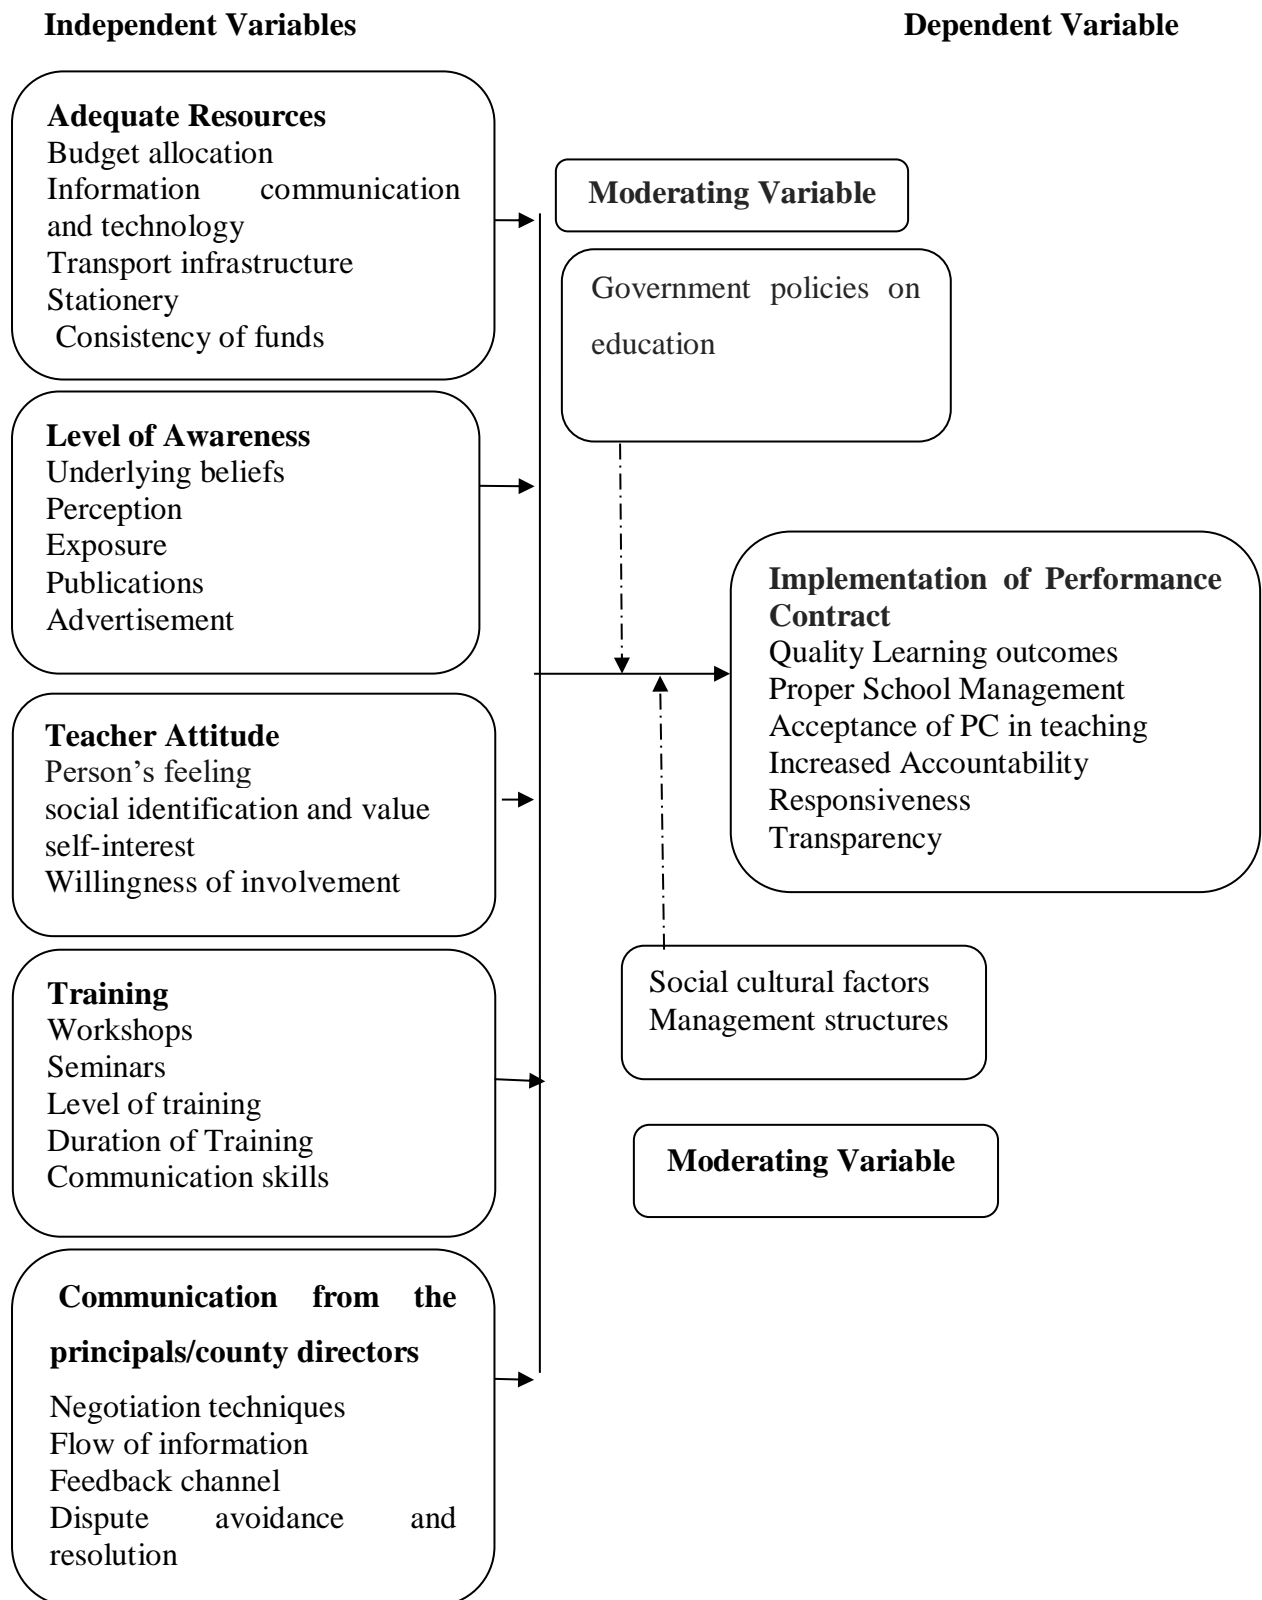 Independent Variables
Dependent Variable
Adequate Resources
Budget allocation
Information communication
and technology
Transport infrastructure
Stationery
Consistency of funds
Level of Awareness
Underlying beliefs
Perception
Exposure
Publications
Advertisement
Teacher Attitude
Person’s feeling
social identification and value
self-interest
Willingness of involvement
Training
Workshops
Seminars
Level of training
Duration of Training
Communication skills
Communication from the
principals/county directors
Negotiation techniques
Flow of information
Feedback channel
Dispute avoidance and
resolution
Moderating Variable
Government policies on
education
Social cultural factors
Management structures
Moderating Variable
Implementation of Performance
Contract
Quality Learning outcomes
Proper School Management
Acceptance of PC in teaching
Increased Accountability
Responsiveness
Transparency